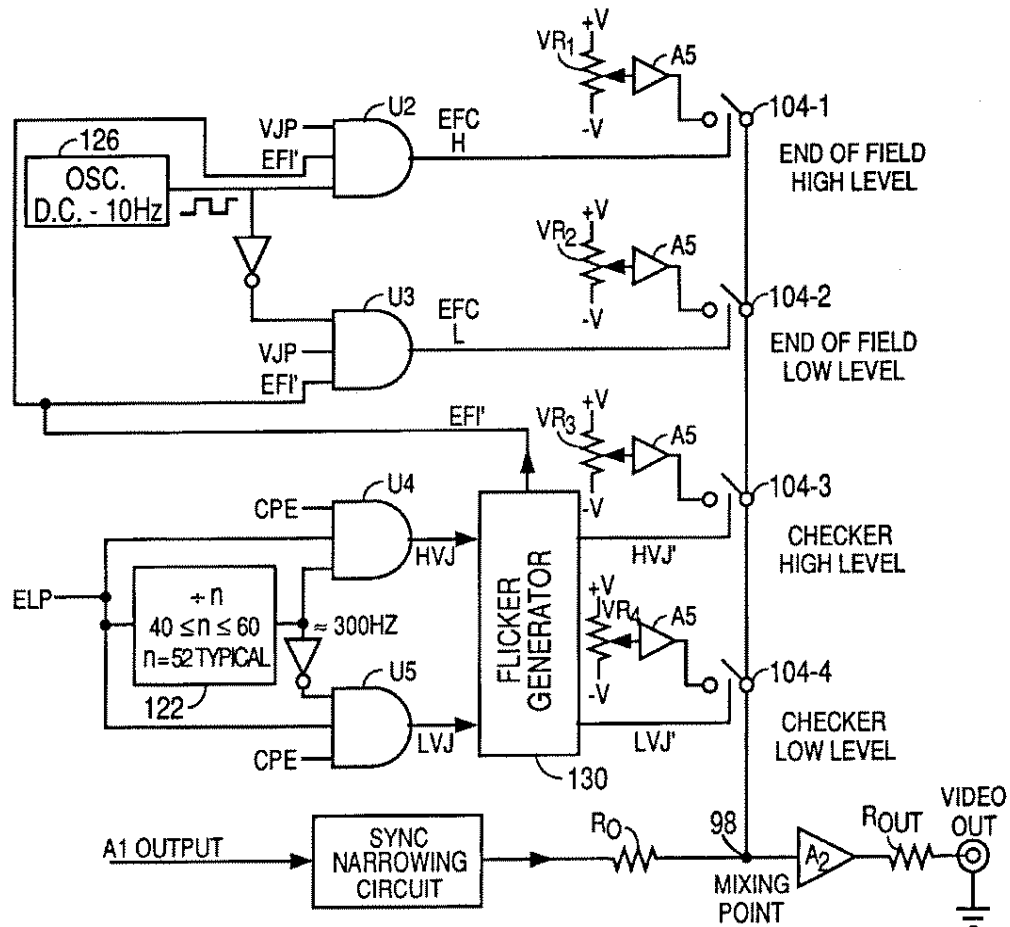 +V
VR1
A5
-V
104-1
END OF FIELD
HIGH LEVEL
126
OSC.
D.C. - 10Hz
VJP
EFI'
U2
EFC
H
+V
VR2
A5
-V
104-2
END OF FIELD
LOW LEVEL
U3
EFC
L
VJP
EFI'
EFI'
+V
VR3
A5
-V
104-3
CHECKER
HIGH LEVEL
CPE
U4
HVJ
HVJ'
ELP
÷ n
40 ≤ n ≤ 60
n = 52 TYPICAL
122
≈ 300HZ
FLICKER
GENERATOR
130
+V
VR4
A5
-V
104-4
CHECKER
LOW LEVEL
U5
LVJ
LVJ'
CPE
A1 OUTPUT
SYNC
NARROWING
CIRCUIT
RO
98
MIXING
POINT
A2
ROUT
VIDEO
OUT